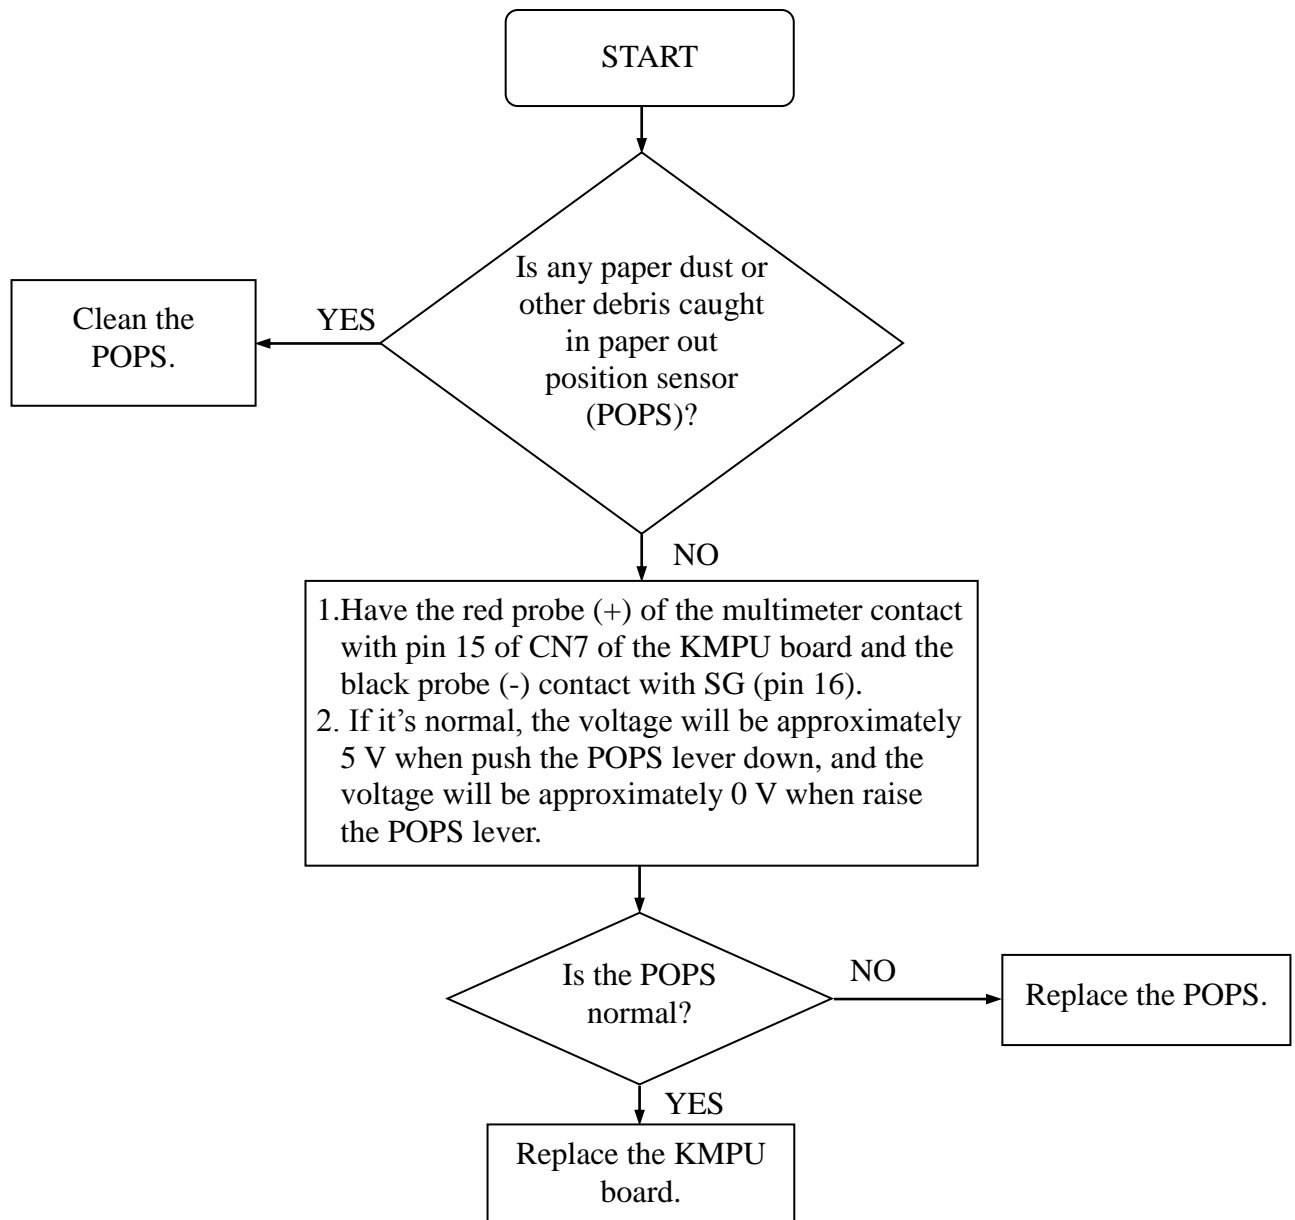 START
Is any paper dust or
other debris caught
in paper out
position sensor
(POPS)?
YES
Clean the
POPS.
NO
1.Have the red probe (+) of the multimeter contact
with pin 15 of CN7 of the KMPU board and the
black probe (-) contact with SG (pin 16).
2. If it’s normal, the voltage will be approximately
5 V when push the POPS lever down, and the
voltage will be approximately 0 V when raise
the POPS lever.
Is the POPS
normal?
NO
Replace the POPS.
YES
Replace the KMPU
board.